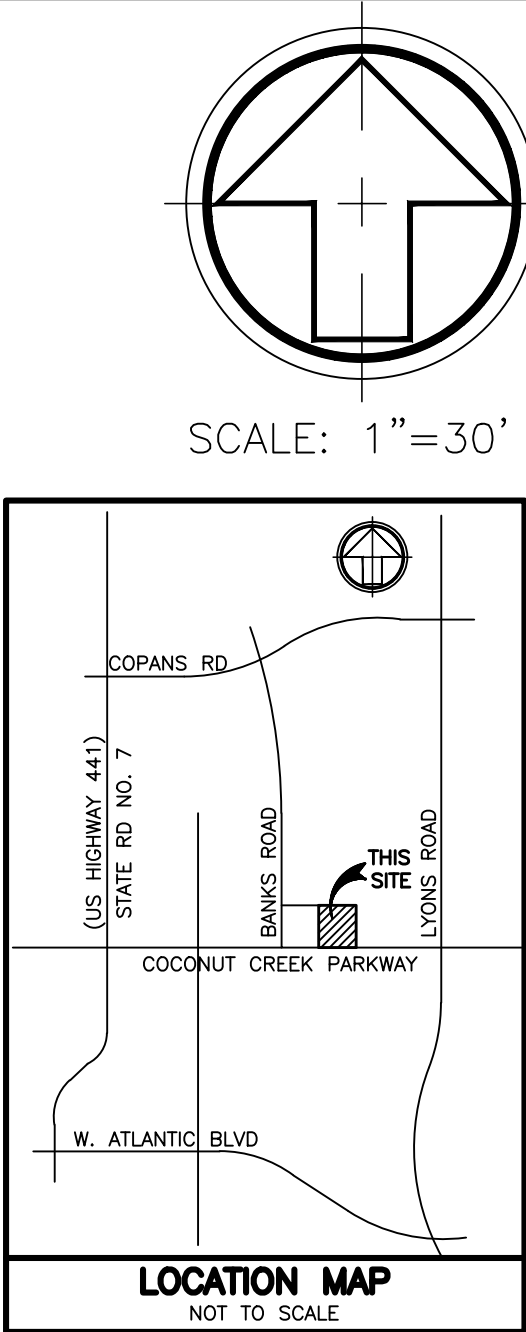 SCALE: 1"=30'
COPANS RD
(US HIGHWAY 441)
STATE RD NO. 7
BANKS ROAD
THIS
SITE
LYONS ROAD
COCONUT CREEK PARKWAY
W. ATLANTIC BLVD
LOCATION MAP
NOT TO SCALE